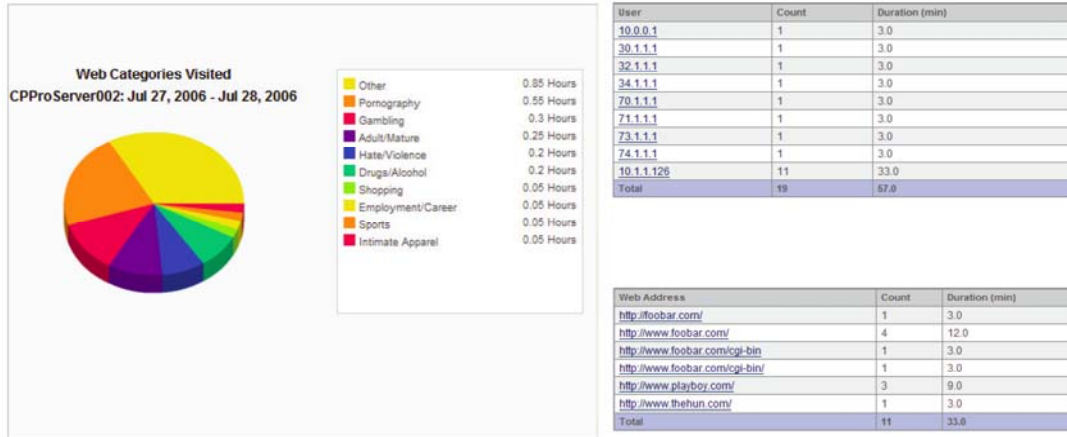 Web Categories Visited
CPProServer002: Jul 27, 2006 - Jul 28, 2006
Other 0.85 Hours
Pornography 0.55 Hours
Gambling 0.3 Hours
Adult/Mature 0.25 Hours
Hate/Violence 0.2 Hours
Drugs/Alcohol 0.2 Hours
Shopping 0.05 Hours
Employment/Career 0.05 Hours
Sports 0.05 Hours
Intimate Apparel 0.05 Hours
User Count Duration (min)
10.0.0.1 1 3.0
30.1.1.1 1 3.0
32.1.1.1 1 3.0
34.1.1.1 1 3.0
70.1.1.1 1 3.0
71.1.1.1 1 3.0
73.1.1.1 1 3.0
74.1.1.1 1 3.0
10.1.1.126 11 33.0
Total 19 57.0
Web Address Count Duration (min)
http://foobar.com/ 1 3.0
http://www.foobar.com/ 4 12.0
http://www.foobar.com/cgi-bin 1 3.0
http://www.foobar.com/cgi-bin/ 1 3.0
http://www.playboy.com/ 3 9.0
http://www.thehun.com/ 1 3.0
Total 11 33.0